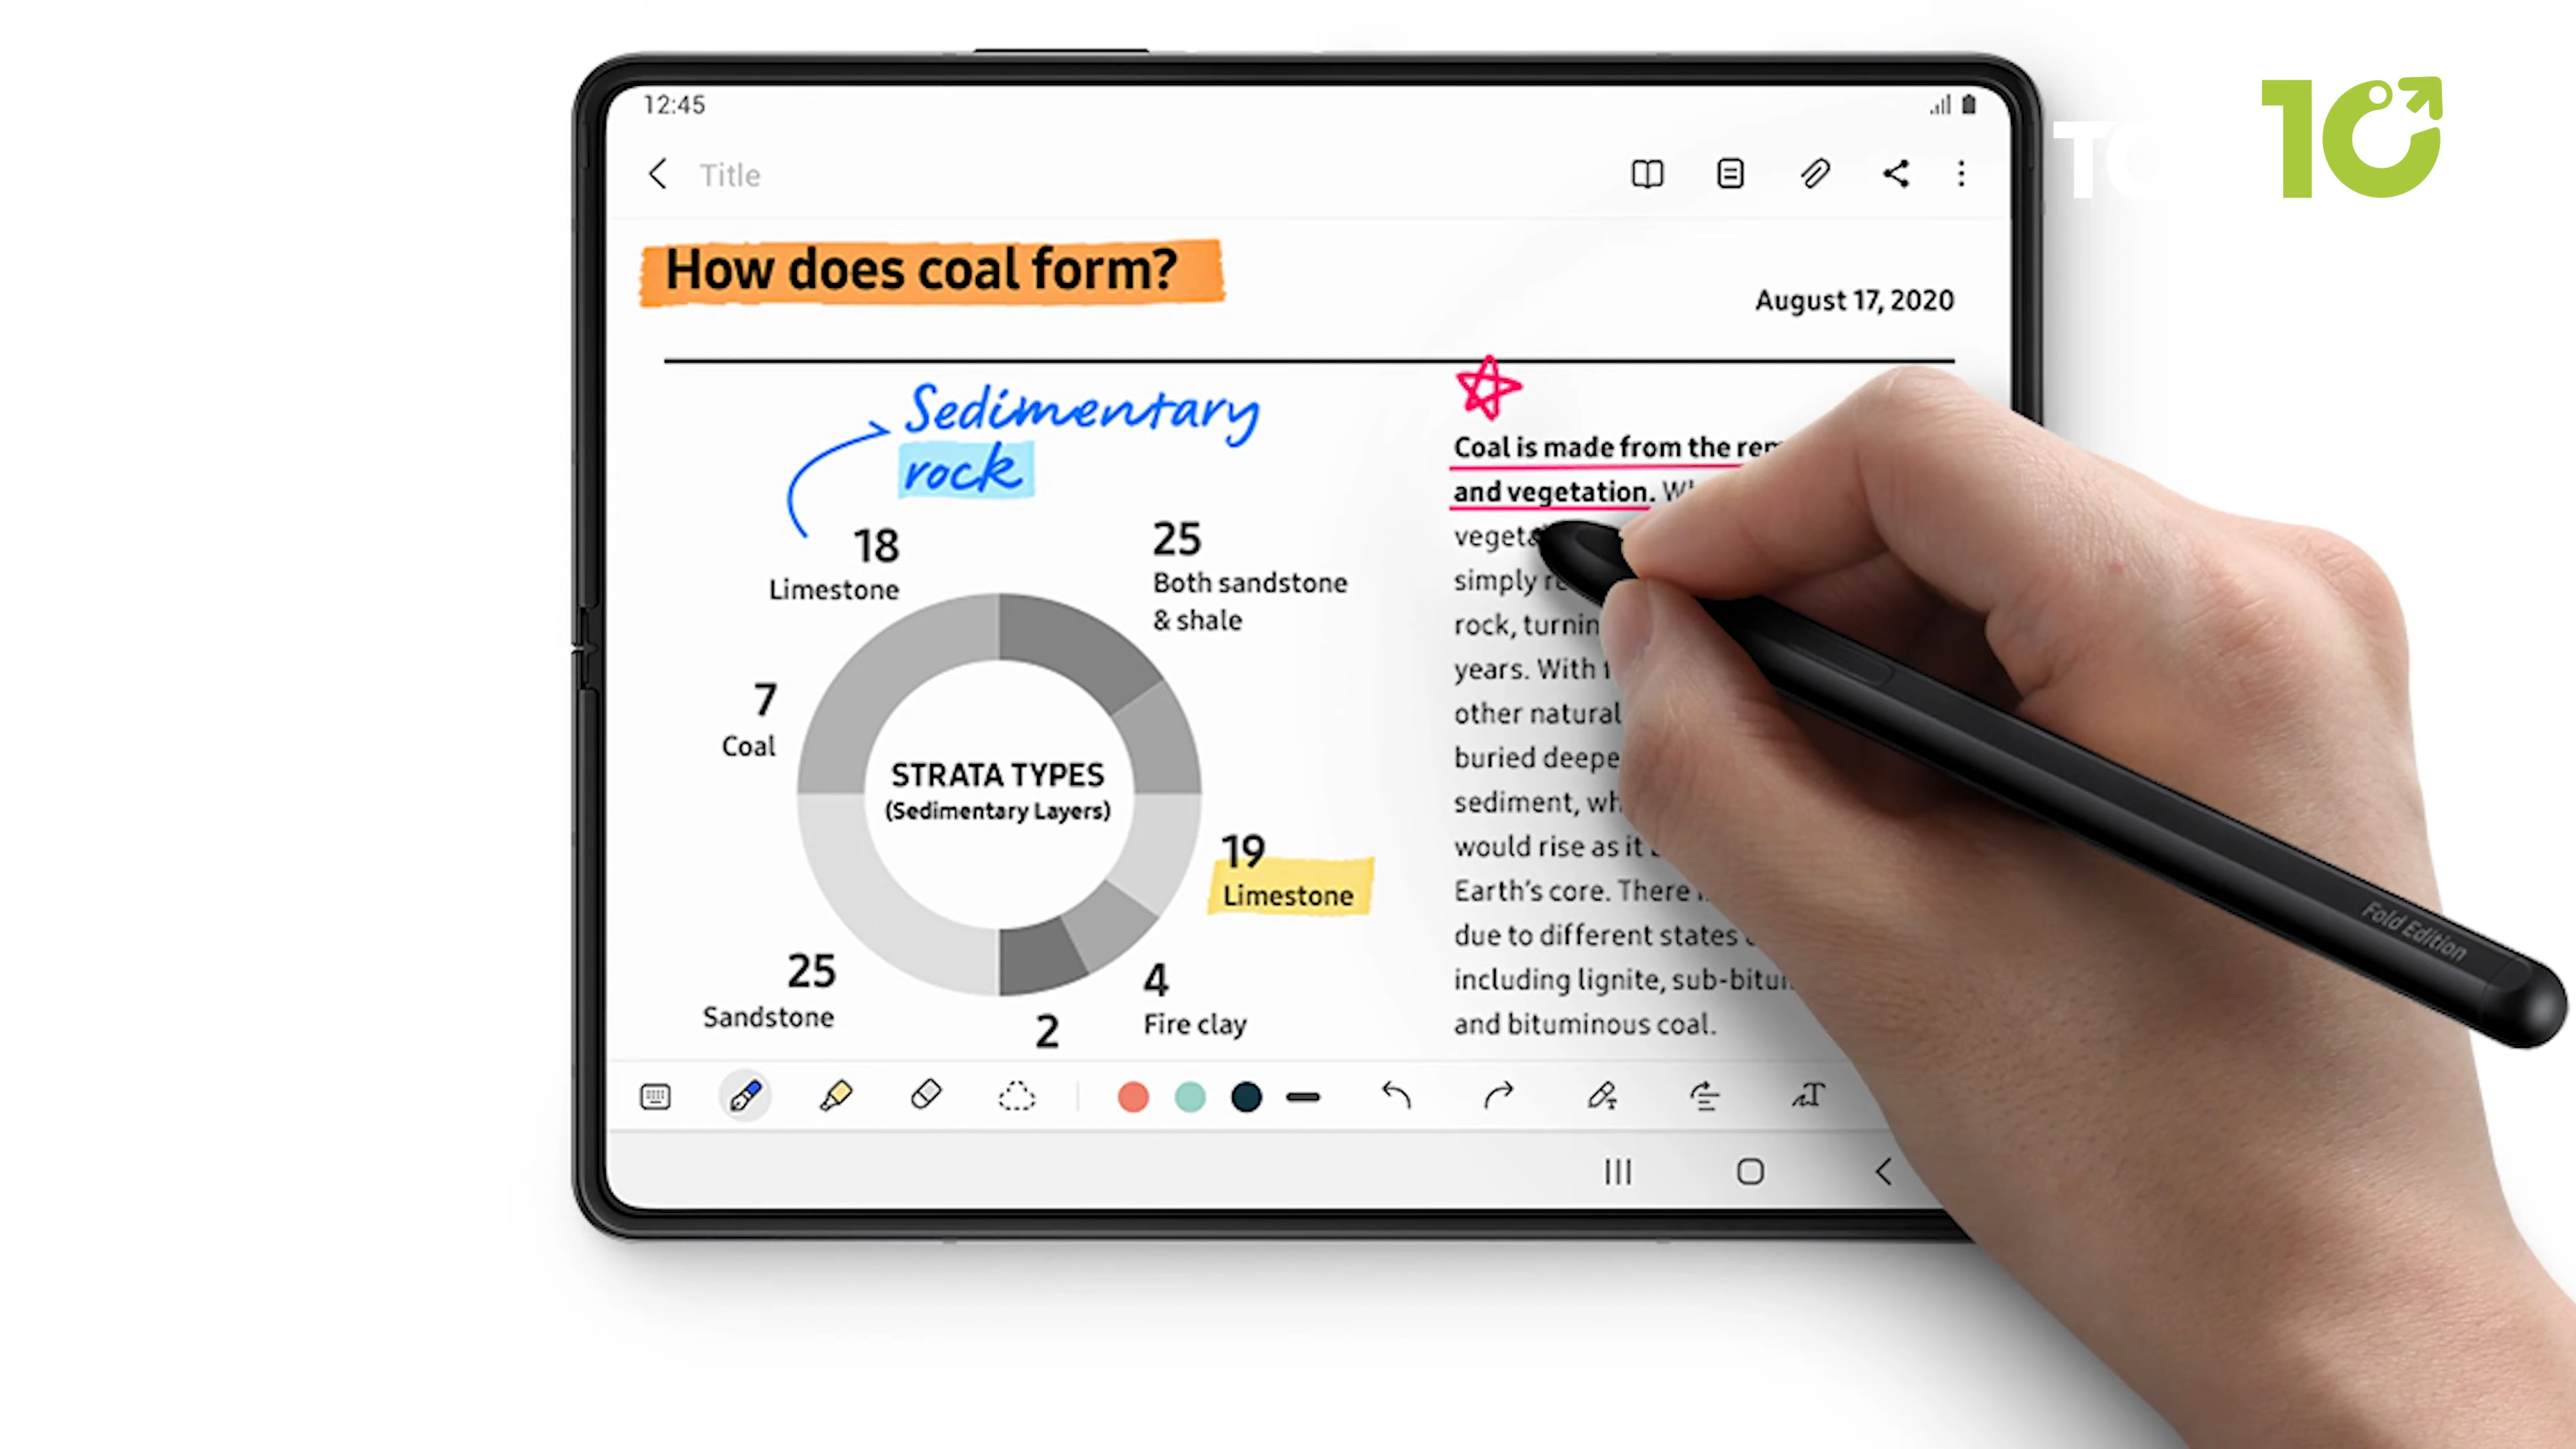 12:45
Title
How does coal form?
August 17, 2020
Sedimentary
rock
18
Limestone
25
Both sandstone
& shale
7
Coal
STRATA TYPES
(Sedimentary Layers)
19
Limestone
25
Sandstone
2
4
Fire clay
Coal is made from the
and vegetation.
simply
rock,
years. With
other natural
buried
sediment,
would rise as it
Earth's core. There
due to different states
including lignite,
and bituminous coal.
Fold Edition
10